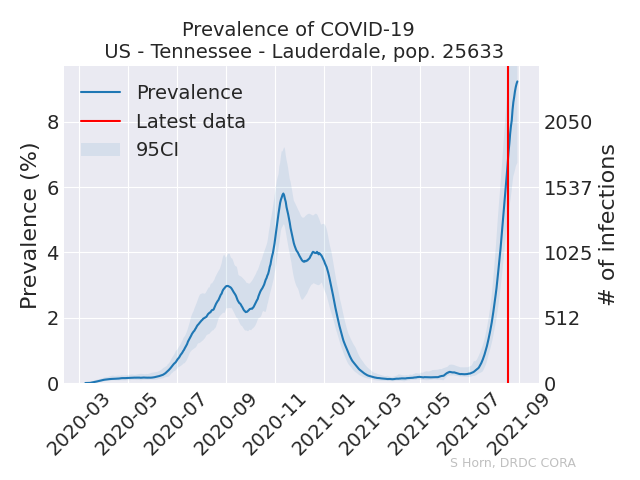 Prevalence of COVID-19
US - Tennessee - Lauderdale, pop. 25633
Prevalence
Latest data
95CI
Prevalence (%)
8
6
4
2
0
2050
1537
1025
512
0
# of infections
2020-03
2020-05
2020-07
2020-09
2020-11
2021-01
2021-03
2021-05
2021-07
2021-09
S Horn, DRDC CORA